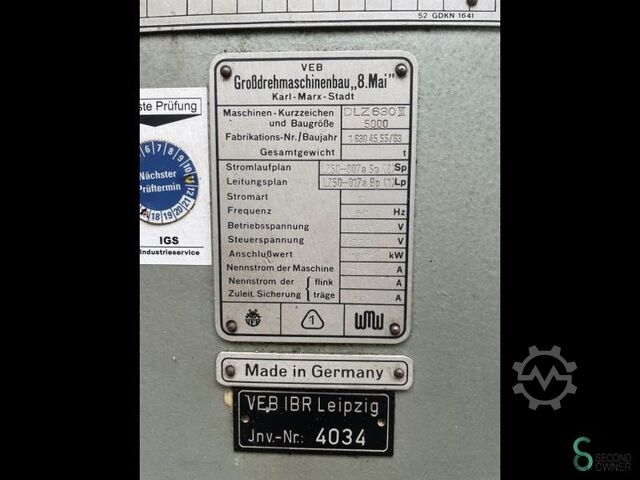 52 GDKN 1641
VEB
Großdrehmaschinenbau „8. Mai"
Karl-Marx-Stadt
Maschinen-Kurzzeichen DLZ 630 II
und Baugröße 5000
Fabrikations-Nr./Baujahr
Gesamtgewicht t
Stromlaufplan Sp
Leitungsplan Lp
Stromart
Frequenz Hz
Betriebsspannung V
Steuerspannung V
Anschlußwert kW
Nennstrom der Maschine A
Nennstrom der flink A
Zuleit. Sicherung träge A
1 WMW
Made in Germany
VEB IBR Leipzig
Jnv.-Nr: 4034
ste Prüfung
Nächster
Prüftermin
IGS
Industrieservice
SECOND
OWNER